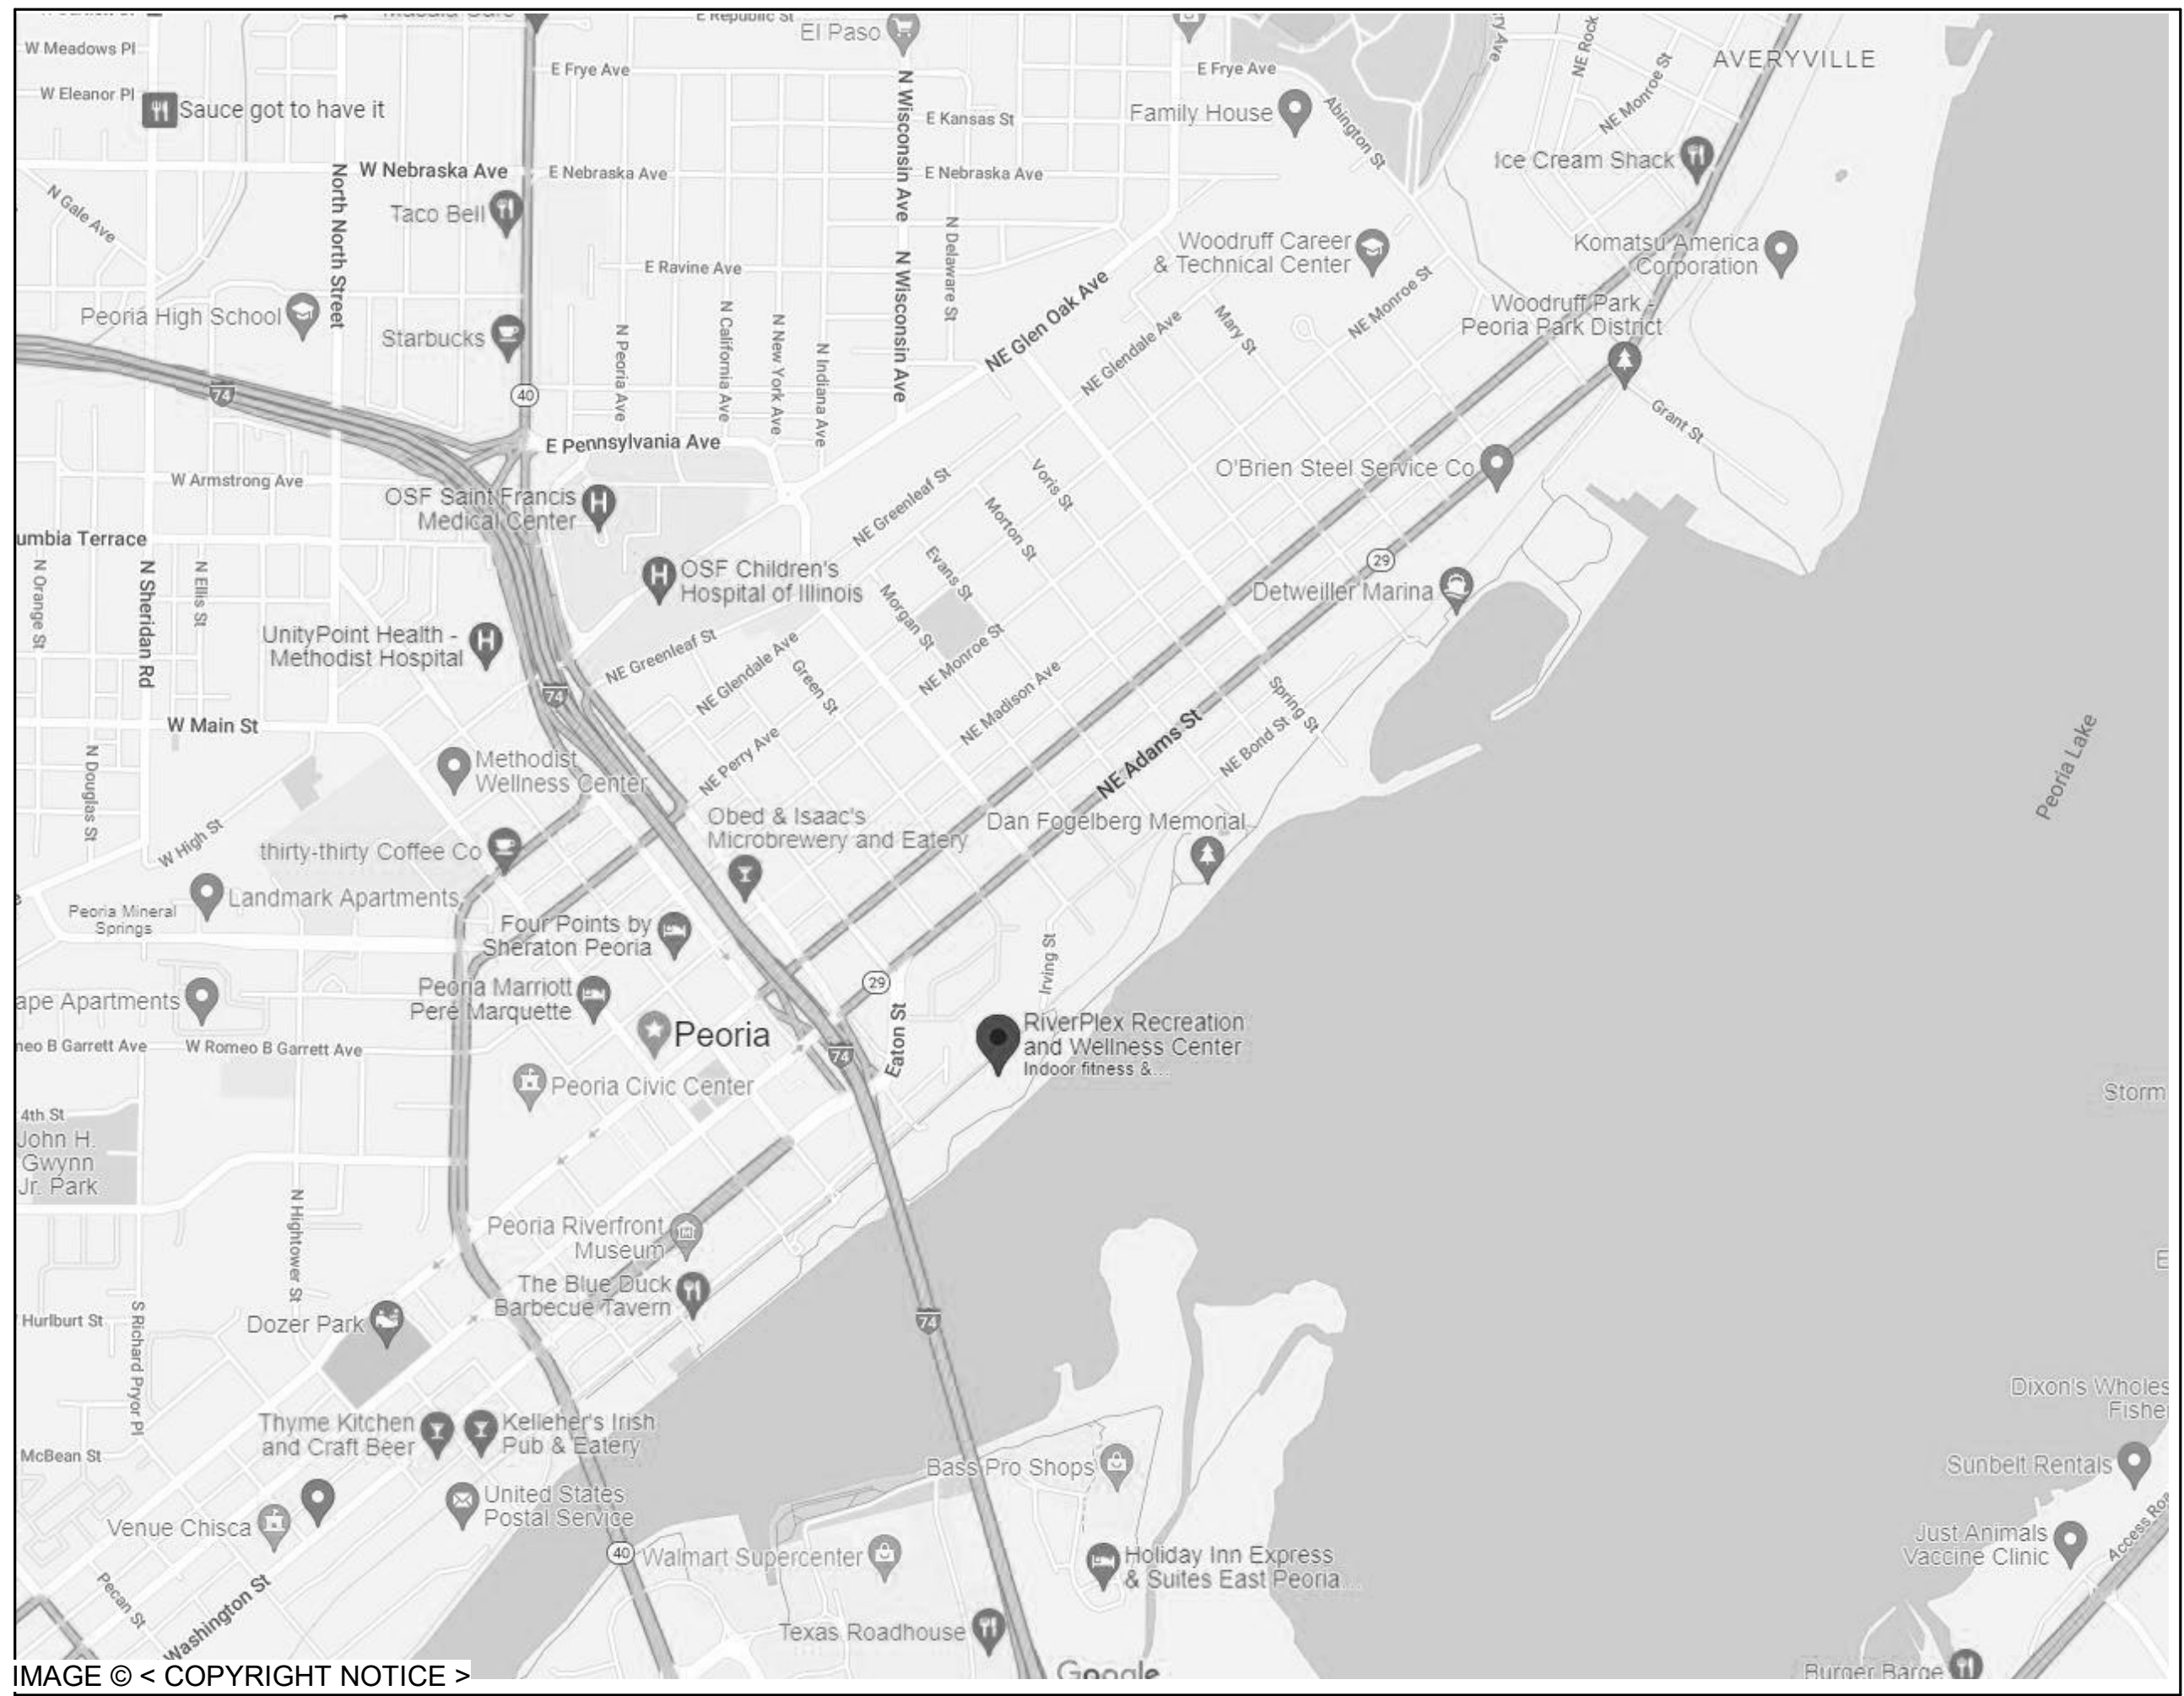 E Republic St
El Paso
W Meadows Pl
W Eleanor Pl
Sauce got to have it
E Frye Ave
E Frye Ave
NE Rock
AVERYVILLE
NE Monroe St
Family House
Abington St
E Kansas St
N Wisconsin Ave
Ice Cream Shack
W Nebraska Ave
E Nebraska Ave
E Nebraska Ave
North North Street
N Gale Ave
Taco Bell
N Delaware St
Woodruff Career
& Technical Center
Komatsu America
Corporation
E Ravine Ave
N Wisconsin Ave
NE Glen Oak Ave
NE Monroe St
Woodruff Park -
Peoria Park District
Peoria High School
Starbucks
N Peoria Ave
N California Ave
N New York Ave
N Indiana Ave
NE Glendale Ave
Mary St
74
40
Grant St
E Pennsylvania Ave
W Armstrong Ave
OSF Saint Francis
Medical Center
NE Greenleaf St
Voris St
Morton St
O'Brien Steel Service Co
umbia Terrace
N Orange St
N Sheridan Rd
N Ellis St
OSF Children's
Hospital of Illinois
Evans St
Morgan St
29
Detweiller Marina
UnityPoint Health -
Methodist Hospital
NE Greenleaf St
NE Glendale Ave
Green St
NE Monroe St
NE Madison Ave
74
W Main St
Spring St
NE Bond St
NE Adams St
Peoria Lake
N Douglas St
Methodist
Wellness Center
NE Perry Ave
W High St
thirty-thirty Coffee Co
Obed & Isaac's
Microbrewery and Eatery
Dan Fogelberg Memorial
Landmark Apartments
Peoria Mineral
Springs
Four Points by
Sheraton Peoria
Irving St
ape Apartments
Peoria Marriott
Pere Marquette
29
Eaton St
Peoria
RiverPlex Recreation
and Wellness Center
Indoor fitness &...
neo B Garrett Ave
W Romeo B Garrett Ave
74
Peoria Civic Center
Storm
4th St
John H.
Gwynn
Jr. Park
N Hightower St
Peoria Riverfront
Museum
E
The Blue Duck
Barbecue Tavern
Hurlburt St
S Richard Pryor Pl
Dozer Park
74
Dixon's Wholes
Fishe
Thyme Kitchen
and Craft Beer
Kelleher's Irish
Pub & Eatery
McBean St
Bass Pro Shops
Sunbelt Rentals
United States
Postal Service
Venue Chisca
Just Animals
Vaccine Clinic
Access Roa
40
Walmart Supercenter
Holiday Inn Express
& Suites East Peoria...
Pecan St
Washington St
Texas Roadhouse
Google
Burger Barge
IMAGE © < COPYRIGHT NOTICE >